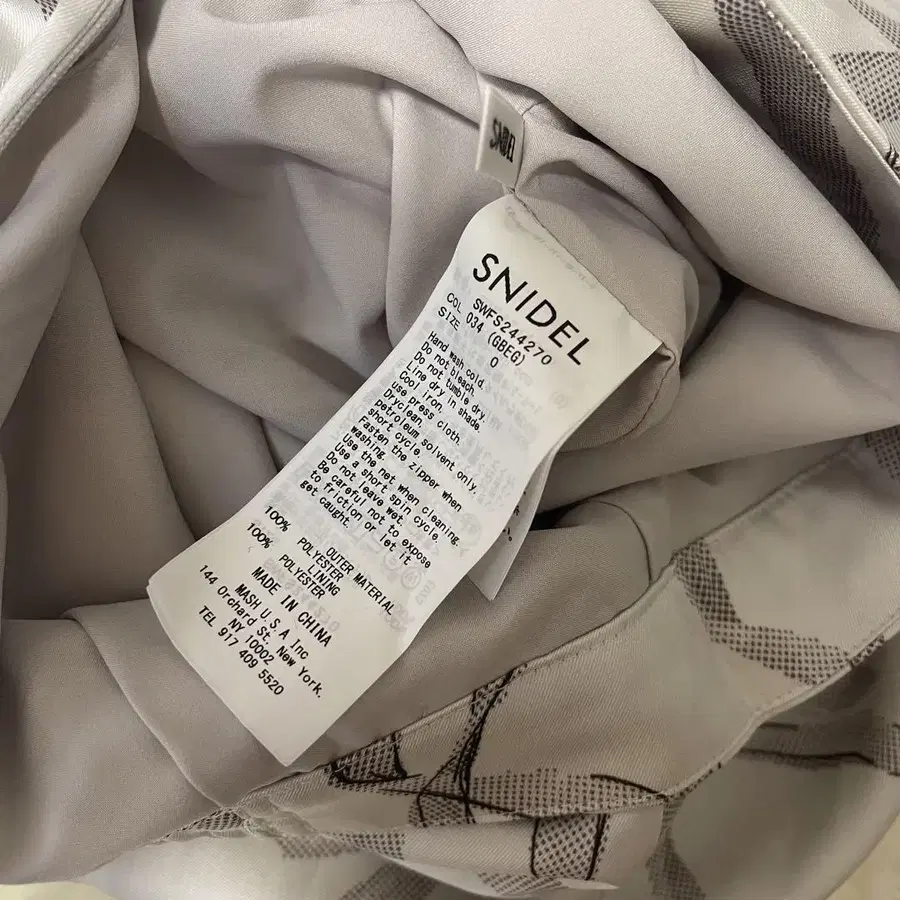 SNIDEL
SNIDEL
SWFS244270
COL 034 (GBEG)
SIZE 0
Hand wash cold.
Do not bleach.
Do not tumble dry.
Line dry in shade.
Cool iron.
use press cloth.
Dryclean,
petroleum solvent only.
short cycle.
Fasten the zipper when
washing.
Use the net when cleaning.
Use a short spin cycle.
Do not leave wet.
Be careful not to expose
to friction or let it
get caught.
OUTER MATERIAL
100% POLYESTER
LINING
100% POLYESTER
MADE IN CHINA
MASH U.S.A Inc
144 Orchard St, New York.
NY 10002
TEL 917 409 5520